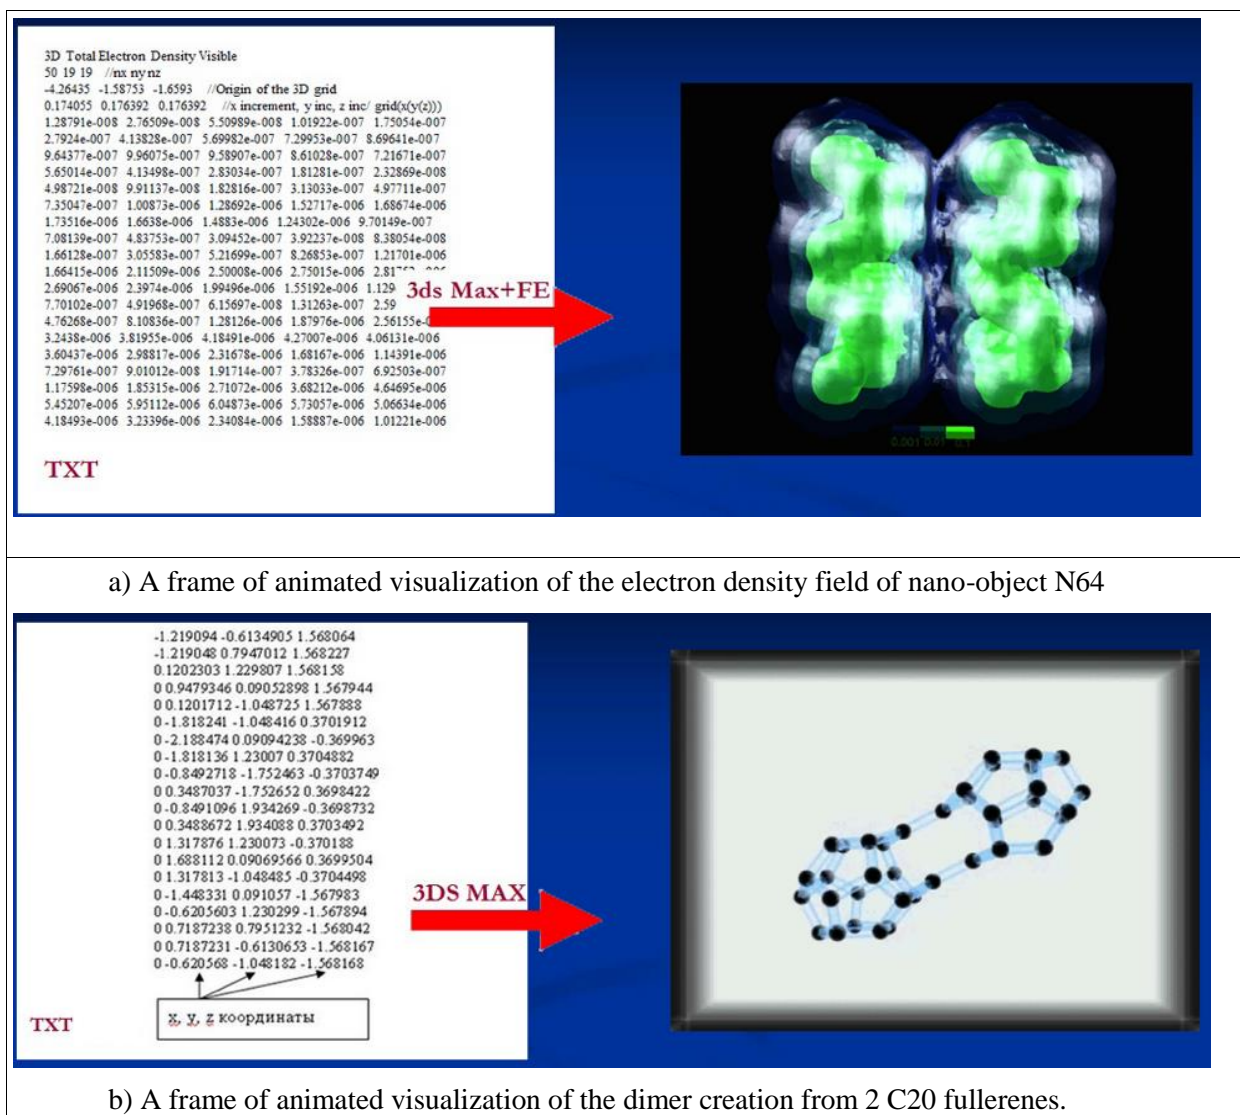 3D Total Electron Density Visible
50 19 19 //nx ny nz
-4.26435 -1.58753 -1.6593 //Origin of the 3D grid
0.174055 0.176392 0.176392 //x increment, y inc, z inc/ grid(x(y(z)))
1.28791e-008 2.76509e-008 5.50989e-008 1.01922e-007 1.75054e-007
2.7924e-007 4.13828e-007 5.69982e-007 7.29953e-007 8.69641e-007
9.64377e-007 9.96075e-007 9.58907e-007 8.61028e-007 7.21671e-007
5.65014e-007 4.13498e-007 2.83034e-007 1.81281e-007 2.32869e-008
4.98721e-008 9.91137e-008 1.82816e-007 3.13033e-007 4.97711e-007
7.35047e-007 1.00873e-006 1.28692e-006 1.52717e-006 1.68674e-006
1.73516e-006 1.6638e-006 1.4883e-006 1.24302e-006 9.70149e-007
7.08139e-007 4.83753e-007 3.09452e-007 3.92237e-008 8.38054e-008
1.66128e-007 3.05583e-007 5.21699e-007 8.26853e-007 1.21701e-006
1.66415e-006 2.11509e-006 2.50008e-006 2.75015e-006
2.69067e-006 2.3974e-006 1.99496e-006 1.55192e-006 1.129
7.70102e-007 4.91968e-007 6.15697e-008 1.31263e-007 2.59
4.76268e-007 8.10836e-007 1.28126e-006 1.87976e-006 2.56155e-
3.2438e-006 3.81955e-006 4.18491e-006 4.27007e-006 4.06131e-006
3.60437e-006 2.98817e-006 2.31678e-006 1.68167e-006 1.14391e-006
7.29761e-007 9.01012e-008 1.91714e-007 3.78326e-007 6.92503e-007
1.17598e-006 1.85315e-006 2.71072e-006 3.68212e-006 4.64695e-006
5.45207e-006 5.95112e-006 6.04873e-006 5.73057e-006 5.06634e-006
4.18493e-006 3.23396e-006 2.34084e-006 1.58887e-006 1.01221e-006
TXT
3ds Max+FE
0.001 0.01 0.1
a) A frame of animated visualization of the electron density field of nano-object N64
-1.219094 -0.6134905 1.568064
-1.219048 0.7947012 1.568227
0.1202303 1.229807 1.568158
0 0.9479346 0.09052898 1.567944
0 0.1201712 -1.048725 1.567888
0 -1.818241 -1.048416 0.3701912
0 -2.188474 0.09094238 -0.369963
0 -1.818136 1.23007 0.3704882
0 -0.8492718 -1.752463 -0.3703749
0 0.3487037 -1.752652 0.3698422
0 -0.8491096 1.934269 -0.3698732
0 0.3488672 1.934088 0.3703492
0 1.317876 1.230073 -0.370188
0 1.688112 0.09069566 0.3699504
0 1.317813 -1.048485 -0.3704498
0 -1.448331 0.091057 -1.567983
0 -0.6205603 1.230299 -1.567894
0 0.7187238 0.7951232 -1.568042
0 0.7187231 -0.6130653 -1.568167
0 -0.620568 -1.048182 -1.568168
x, y, z координаты
TXT
3DS MAX
b) A frame of animated visualization of the dimer creation from 2 C20 fullerenes.